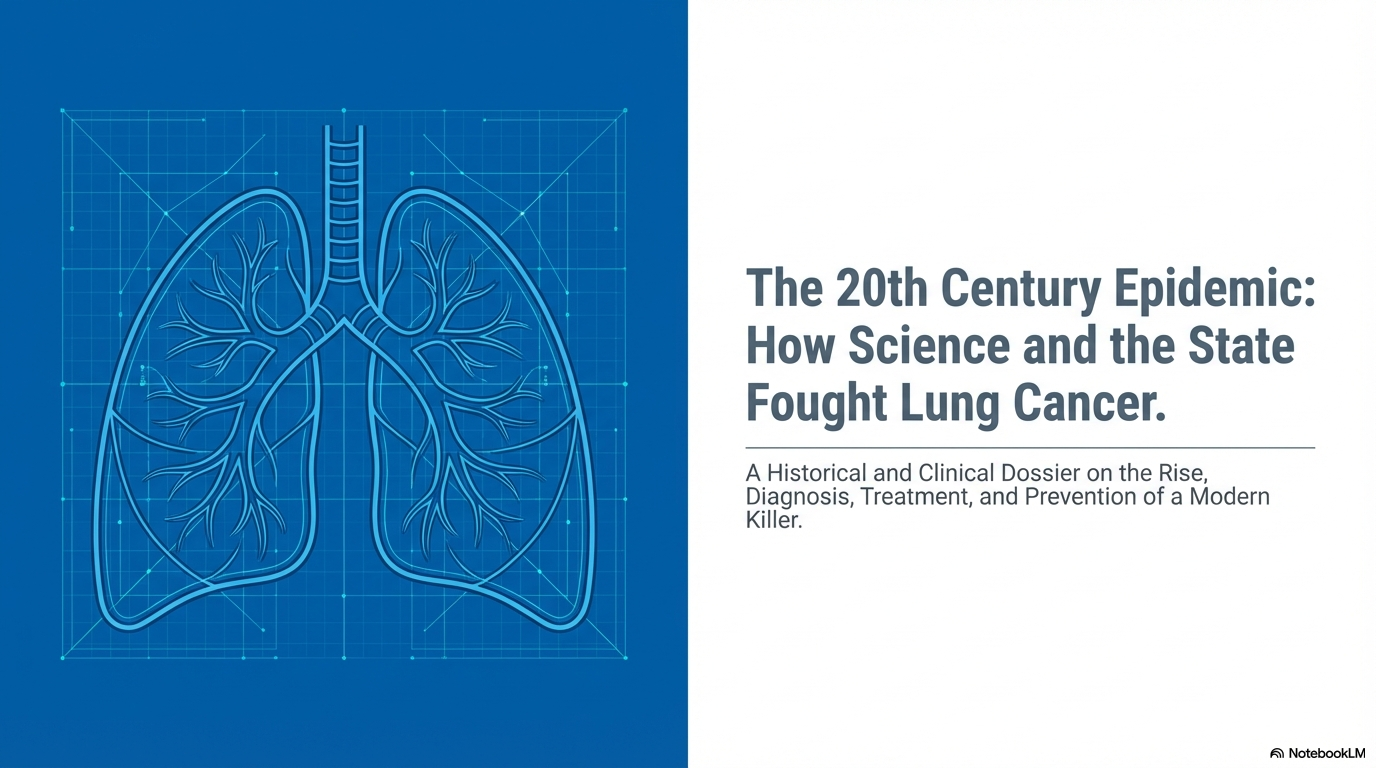 The 20th Century Epidemic:
How Science and the State
Fought Lung Cancer.
A Historical and Clinical Dossier on the Rise,
Diagnosis, Treatment, and Prevention of a Modern
Killer.
NotebookLM